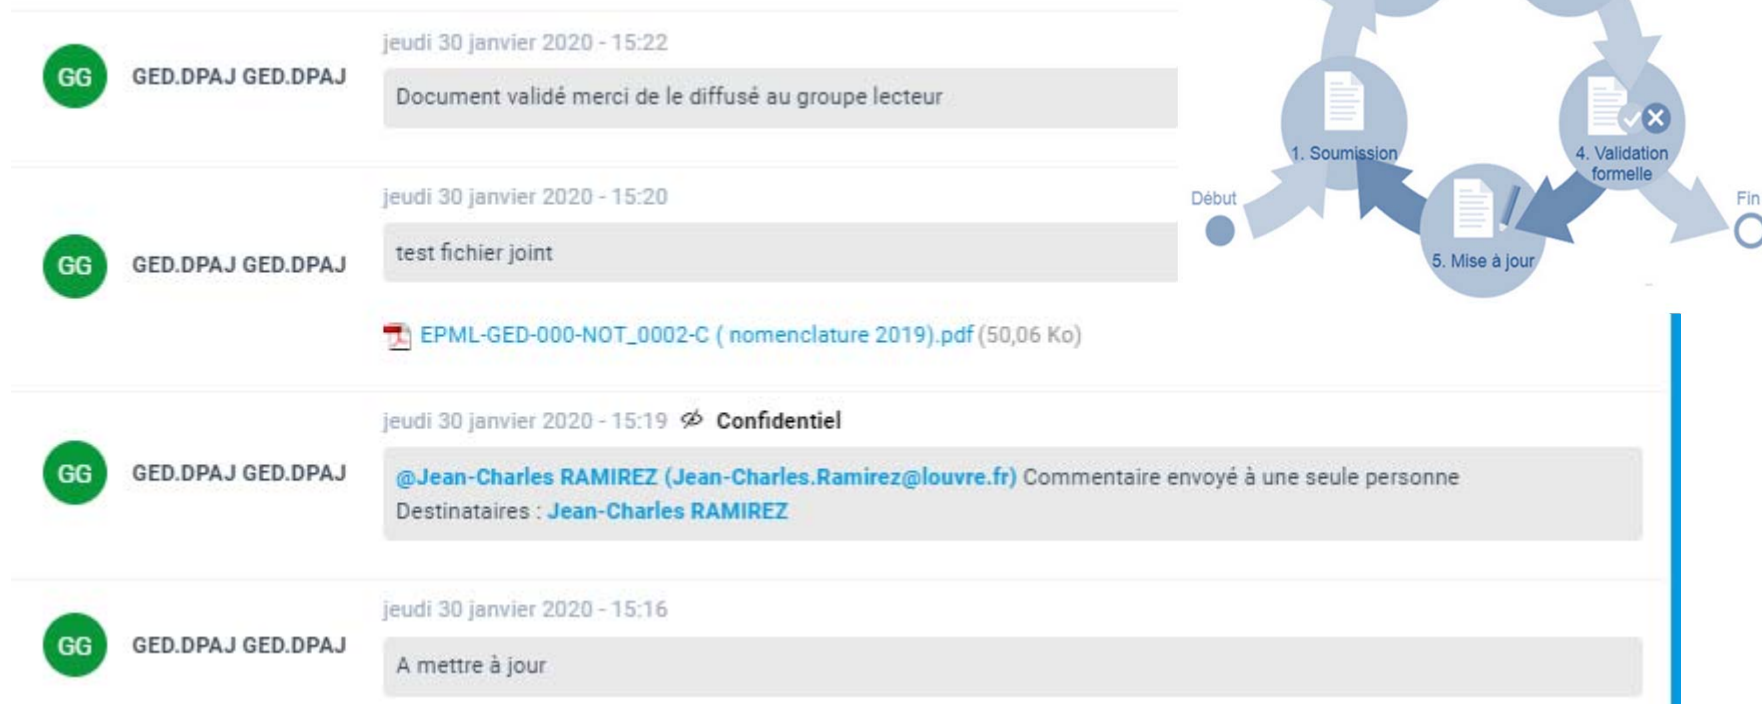 jeudi 30 janvier 2020 - 15:22
GG
GED.DPAJ GED.DPAJ
Document validé merci de le diffusé au groupe lecteur
jeudi 30 janvier 2020 - 15:20
GG
GED.DPAJ GED.DPAJ
test fichier joint
EPML-GED-000-NOT_0002-C ( nomenclature 2019).pdf (50,06 Ko)
jeudi 30 janvier 2020 - 15:19 Confidentiel
GG
GED.DPAJ GED.DPAJ
@Jean-Charles RAMIREZ (Jean-Charles.Ramirez@louvre.fr) Commentaire envoyé à une seule personne
Destinataires : Jean-Charles RAMIREZ
jeudi 30 janvier 2020 - 15:16
GG
GED.DPAJ GED.DPAJ
A mettre à jour
1. Soumission
4. Validation
formelle
Début
Fin
5. Mise à jour